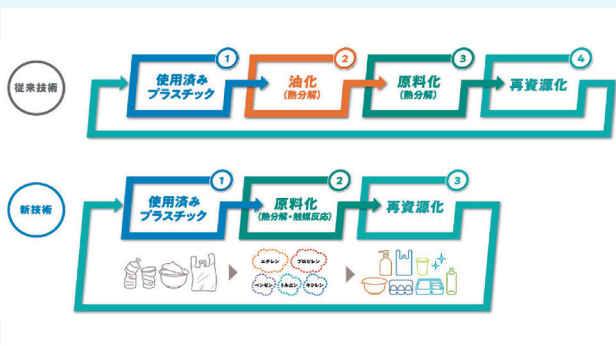 従来技術
1
使用済み
プラスチック
2
油化
(熱分解)
3
原料化
(熱分解)
4
再資源化
新技術
1
使用済み
プラスチック
2
原料化
(熱分解・触媒反応)
3
再資源化
エチレン
プロピレン
ベンゼン
トルエン
キシレン